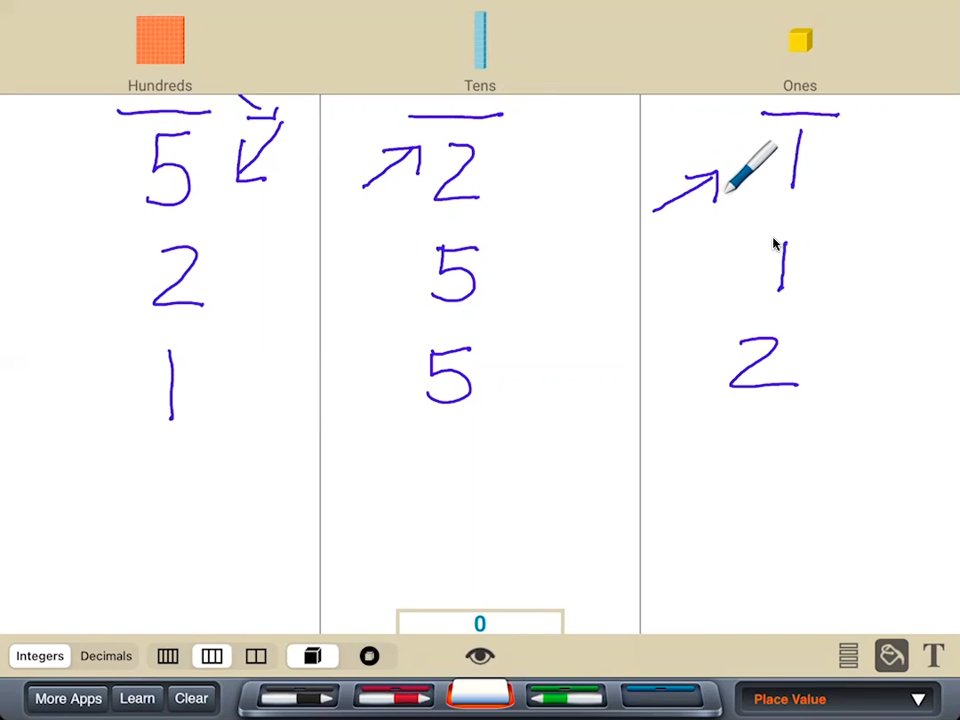 Hundreds Tens Ones
5 2 1
2 5 1
1 5 2
0
Integers Decimals T
More Apps Learn Clear Place Value